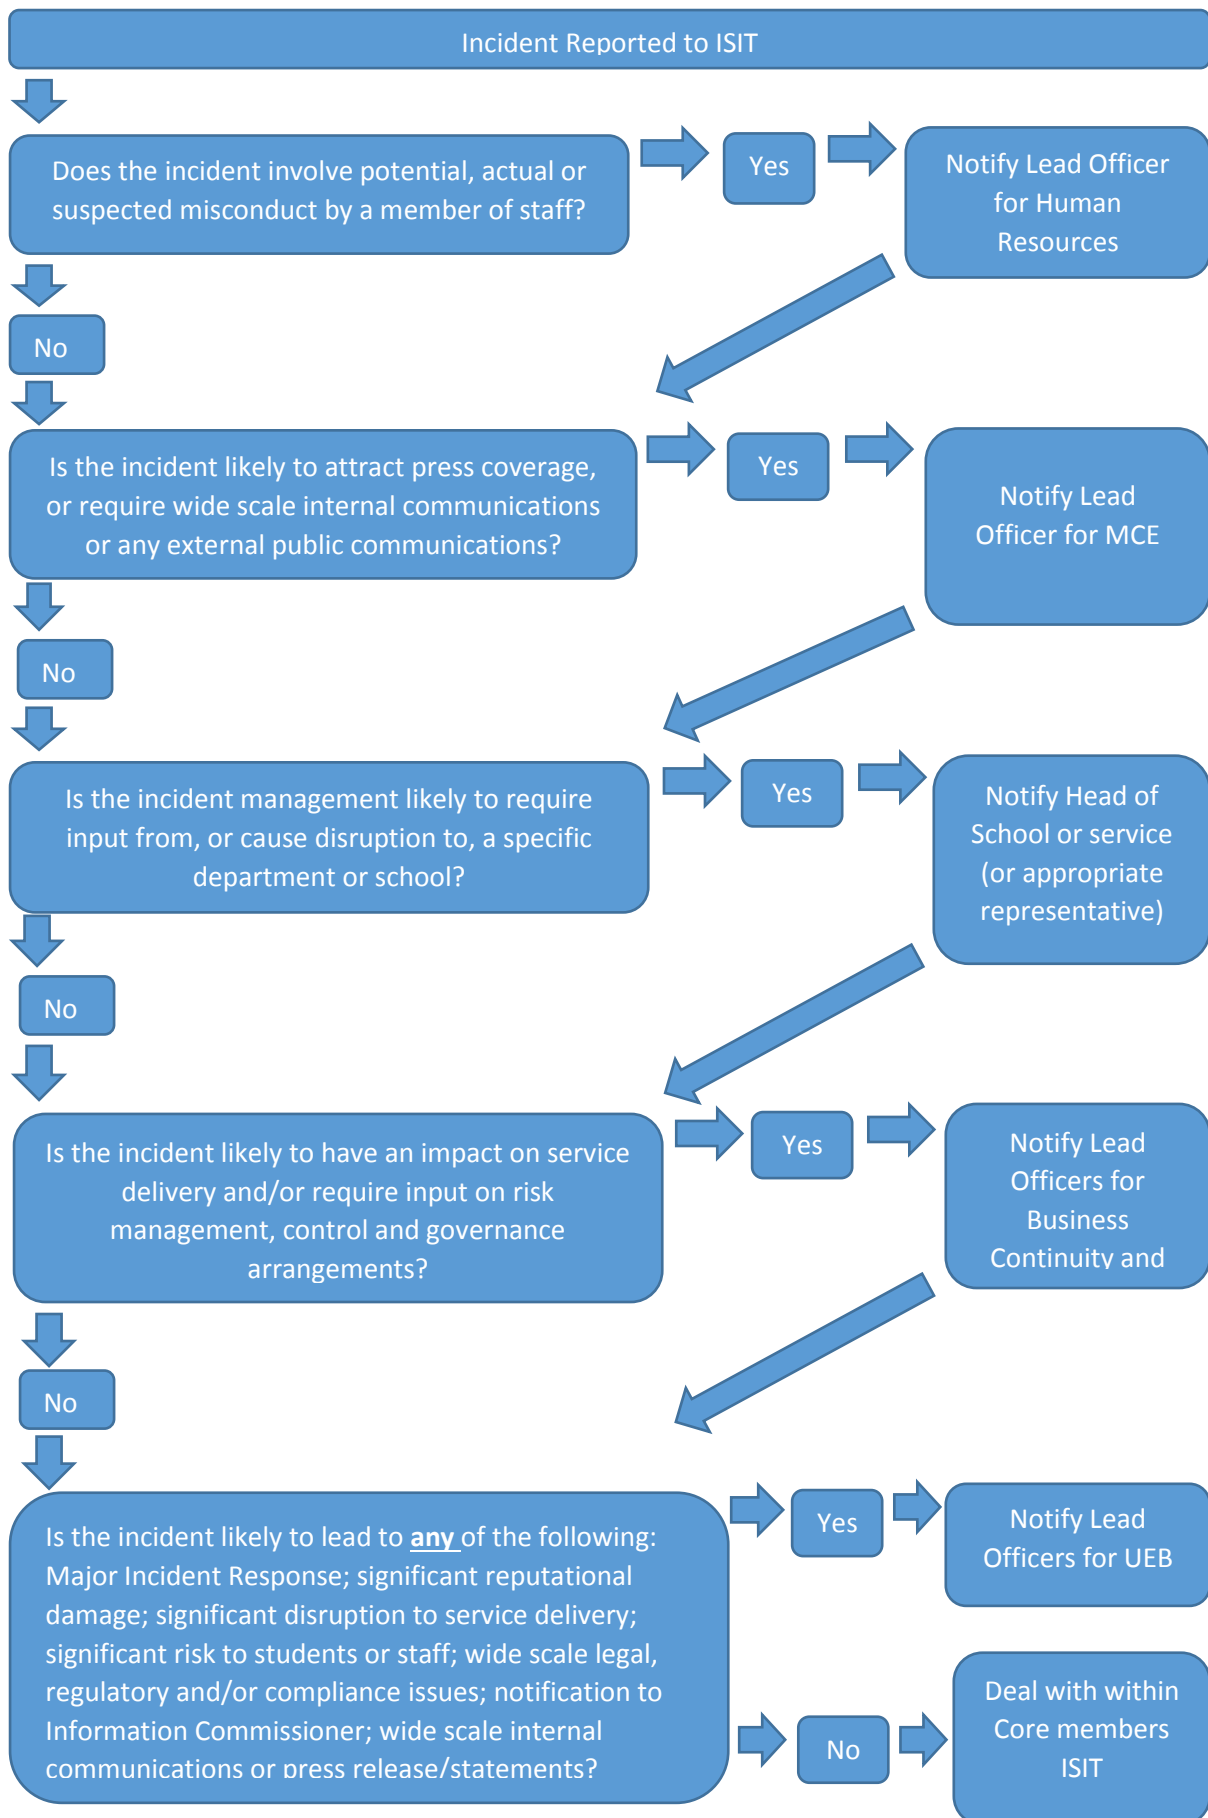 Incident Reported to ISIT
Does the incident involve potential, actual or
suspected misconduct by a member of staff?
Yes
Notify Lead Officer
for Human
Resources
No
Is the incident likely to attract press coverage,
or require wide scale internal communications
or any external public communications?
Yes
Notify Lead
Officer for MCE
No
Is the incident management likely to require
input from, or cause disruption to, a specific
department or school?
Yes
Notify Head of
School or service
(or appropriate
representative)
No
Is the incident likely to have an impact on service
delivery and/or require input on risk
management, control and governance
arrangements?
Yes
Notify Lead
Officers for
Business
Continuity and
No
Is the incident likely to lead to any of the following:
Major Incident Response; significant reputational
damage; significant disruption to service delivery;
significant risk to students or staff; wide scale legal,
regulatory and/or compliance issues; notification to
Information Commissioner; wide scale internal
communications or press release/statements?
Yes
Notify Lead
Officers for UEB
No
Deal with within
Core members
ISIT